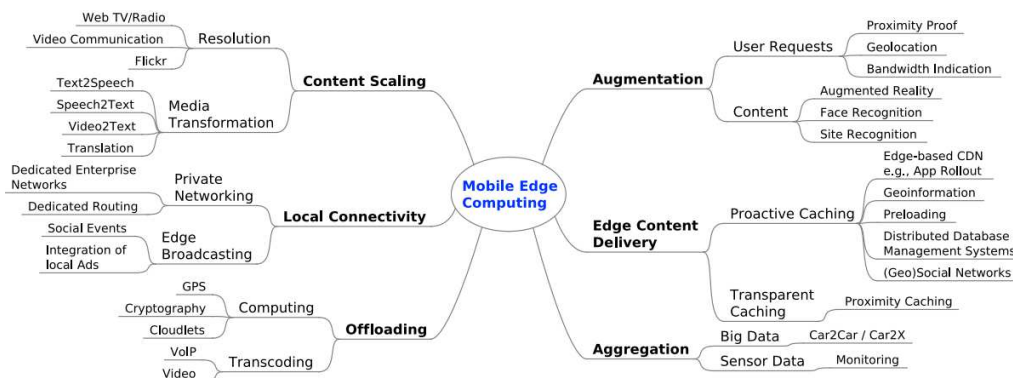 Web TV/Radio
Video Communication
Flickr
Resolution
Text2Speech
Speech2Text
Video2Text
Translation
Media
Transformation
Content Scaling
Dedicated Enterprise
Networks
Dedicated Routing
Private
Networking
Social Events
Integration of
local Ads
Edge
Broadcasting
Local Connectivity
GPS
Cryptography
Cloudlets
Computing
VoIP
Video
Transcoding
Offloading
Mobile Edge
Computing
Augmentation
User Requests
Proximity Proof
Geolocation
Bandwidth Indication
Content
Augmented Reality
Face Recognition
Site Recognition
Edge Content
Delivery
Proactive Caching
Edge-based CDN
e.g., App Rollout
Geoinformation
Preloading
Distributed Database
Management Systems
(Geo)Social Networks
Transparent
Caching
Proximity Caching
Aggregation
Big Data
Car2Car / Car2X
Sensor Data
Monitoring